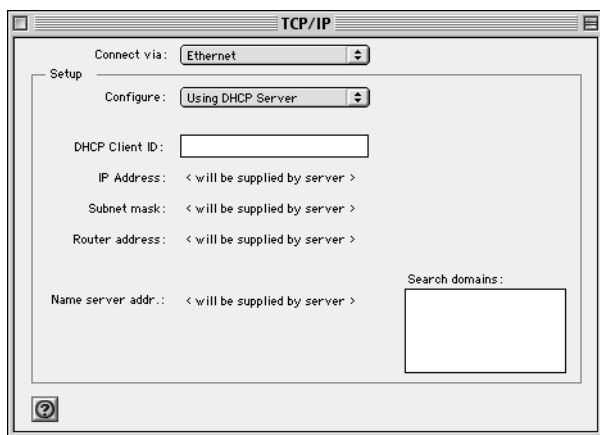 TCP/IP
Connect via: Ethernet
Setup
Configure: Using DHCP Server
DHCP Client ID:
IP Address: < will be supplied by server >
Subnet mask: < will be supplied by server >
Router address: < will be supplied by server >
Search domains:
Name server addr.: < will be supplied by server >
?